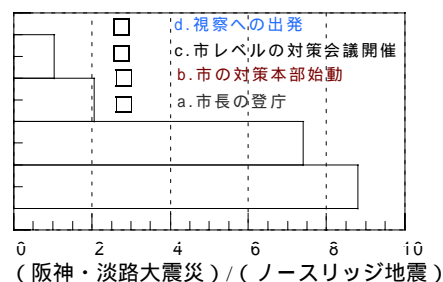 d.視察への出発
c.市レベルの対策会議開催
b.市の対策本部始動
a.市長の登庁
0 2 4 6 8 10
(阪神・淡路大震災)/(ノースリッジ地震)